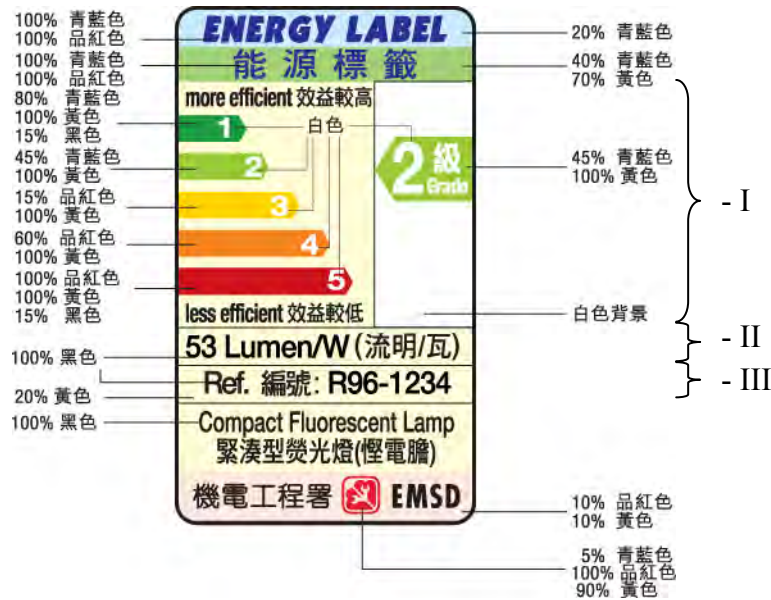 100% 青藍色
100% 品紅色
100% 青藍色
100% 品紅色
80% 青藍色
100% 黃色
15% 黑色
45% 青藍色
100% 黃色
15% 品紅色
100% 黃色
60% 品紅色
100% 黃色
100% 品紅色
100% 黃色
15% 黑色
100% 黑色
20% 黃色
100% 黑色
ENERGY LABEL
能源標籤
more efficient 效益較高
1
白色
2
3
4
5
2 級
Grade
less efficient 效益較低
53 Lumen/W (流明/瓦)
Ref. 編號: R96-1234
Compact Fluorescent Lamp
緊湊型熒光燈(慳電膽)
機電工程署 EMSD
20% 青藍色
40% 青藍色
70% 黃色
45% 青藍色
100% 黃色
白色背景
10% 品紅色
10% 黃色
5% 青藍色
100% 品紅色
90% 黃色
- I
- II
- III